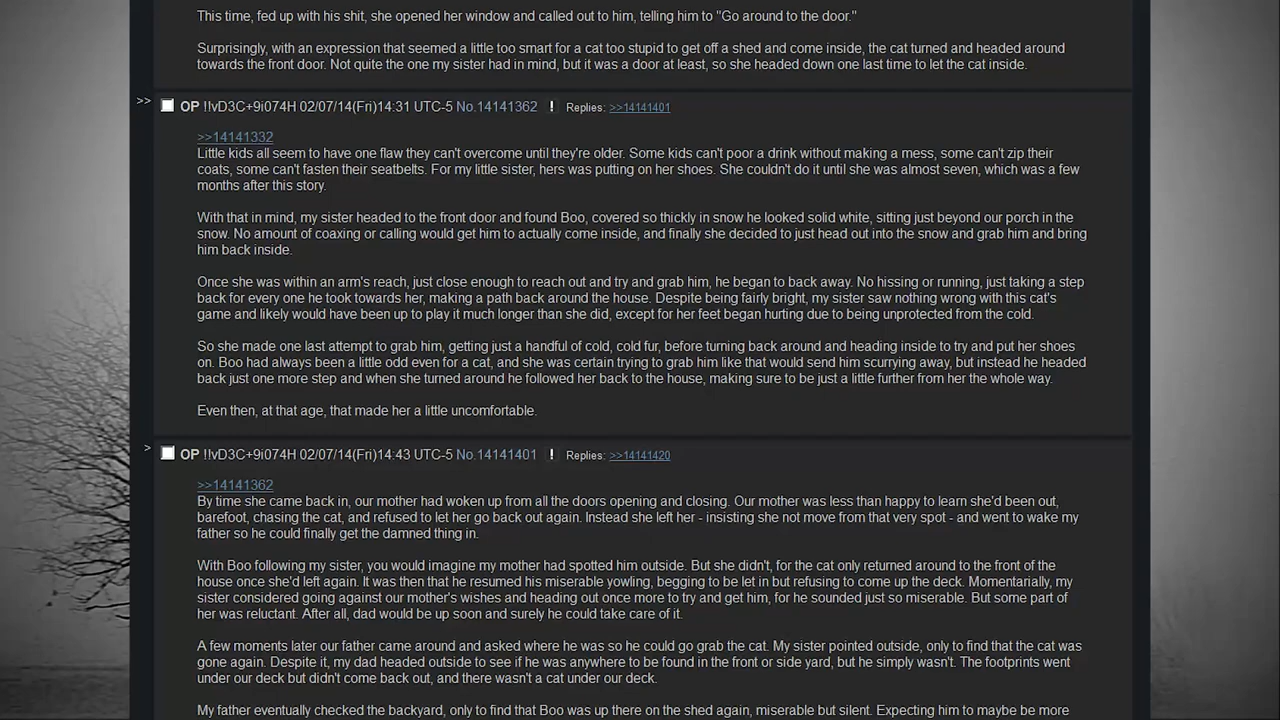 This time, fed up with his shit, she opened her window and called out to him, telling him to "Go around to the door."
Surprisingly, with an expression that seemed a little too smart for a cat too stupid to get off a shed and come inside, the cat turned and headed around
towards the front door. Not quite the one my sister had in mind, but it was a door at least, so she headed down one last time to let the cat inside.
>> OP !!vD3C+9i074H 02/07/14(Fri)14:31 UTC-5 No.14141362 ! Replies: >>14141401
>>14141332
Little kids all seem to have one flaw they can't overcome until they're older. Some kids can't poor a drink without making a mess, some can't zip their
coats, some can't fasten their seatbelts. For my little sister, hers was putting on her shoes. She couldn't do it until she was almost seven, which was a few
months after this story.
With that in mind, my sister headed to the front door and found Boo, covered so thickly in snow he looked solid white, sitting just beyond our porch in the
snow. No amount of coaxing or calling would get him to actually come inside, and finally she decided to just head out into the snow and grab him and bring
him back inside.
Once she was within an arm's reach, just close enough to reach out and try and grab him, he began to back away. No hissing or running, just taking a step
back for every one he took towards her, making a path back around the house. Despite being fairly bright, my sister saw nothing wrong with this cat's
game and likely would have been up to play it much longer than she did, except for her feet began hurting due to being unprotected from the cold.
So she made one last attempt to grab him, getting just a handful of cold, cold fur, before turning back around and heading inside to try and put her shoes
on. Boo had always been a little odd even for a cat, and she was certain trying to grab him like that would send him scurrying away, but instead he headed
back just one more step and when she turned around he followed her back to the house, making sure to be just a little further from her the whole way.
Even then, at that age, that made her a little uncomfortable.
> OP !!vD3C+9i074H 02/07/14(Fri)14:43 UTC-5 No.14141401 ! Replies: >>14141420
>>14141362
By time she came back in, our mother had woken up from all the doors opening and closing. Our mother was less than happy to learn she'd been out,
barefoot, chasing the cat, and refused to let her go back out again. Instead she left her - insisting she not move from that very spot - and went to wake my
father so he could finally get the damned thing in.
With Boo following my sister, you would imagine my mother had spotted him outside. But she didn't, for the cat only returned around to the front of the
house once she'd left again. It was then that he resumed his miserable yowling, begging to be let in but refusing to come up the deck. Momentarially, my
sister considered going against our mother's wishes and heading out once more to try and get him, for he sounded just so miserable. But some part of
her was reluctant. After all, dad would be up soon and surely he could take care of it.
A few moments later our father came around and asked where he was so he could go grab the cat. My sister pointed outside, only to find that the cat was
gone again. Despite it, my dad headed outside to see if he was anywhere to be found in the front or side yard, but he simply wasn't. The footprints went
under our deck but didn't come back out, and there wasn't a cat under our deck.
My father eventually checked the backyard, only to find that Boo was up there on the shed again, miserable but silent. Expecting him to maybe be more